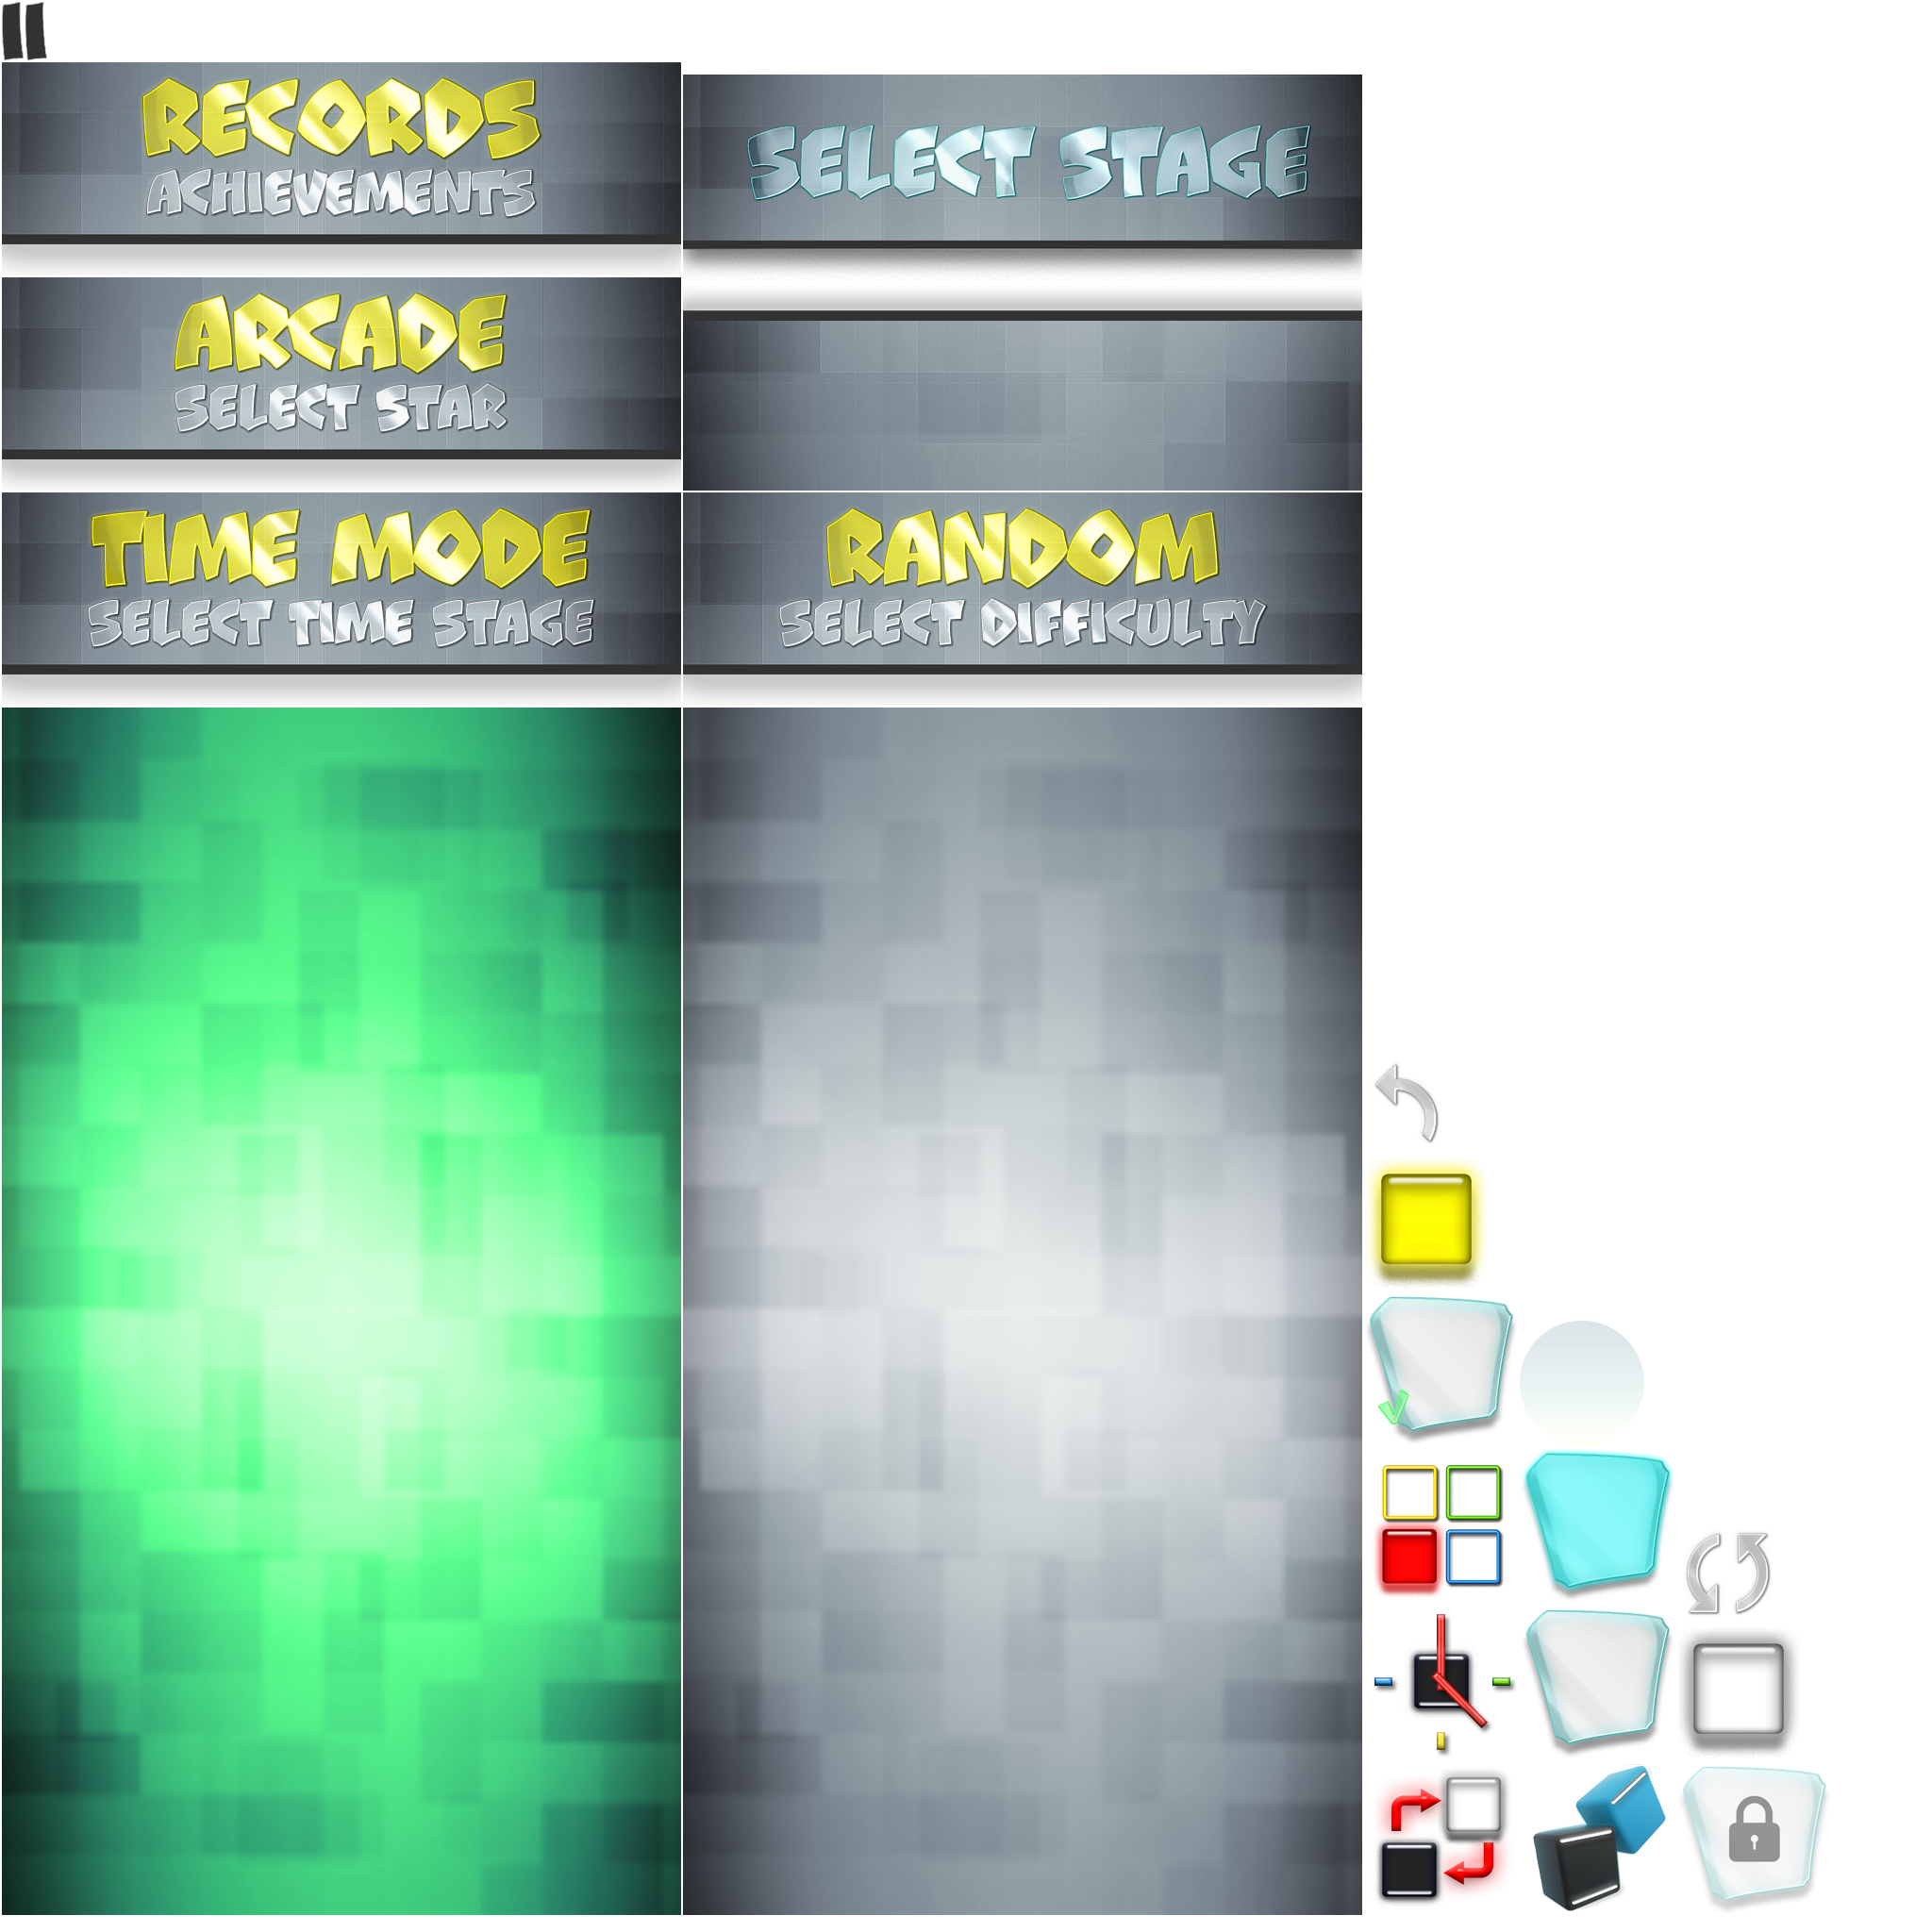 RECORDS
ACHIEVEMENTS
SELECT STAGE
ARCADE
SELECT STAR
TIME MODE
SELECT TIME STAGE
RANDOM
SELECT DIFFICULTY